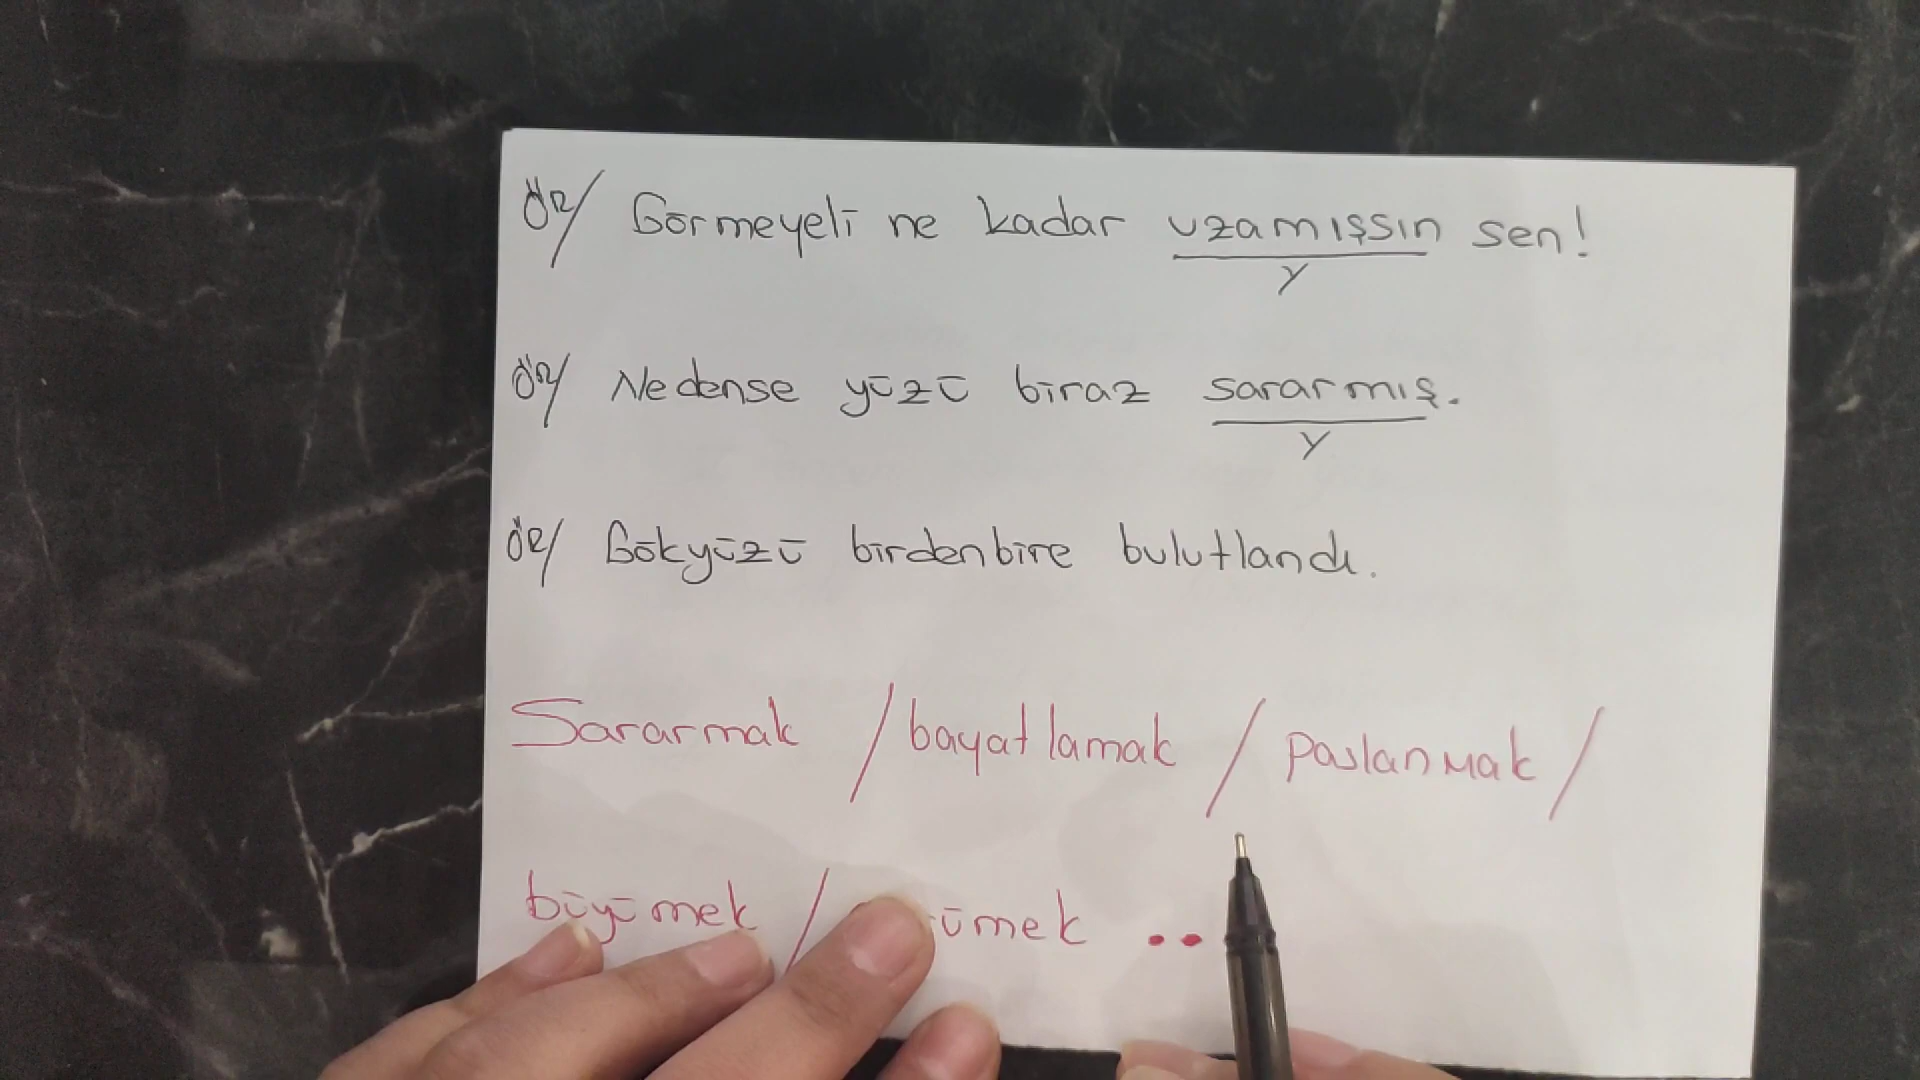 ÖR/ Görmeyeli ne kadar uzamışsın sen!
Y
ÖR/ Nedense yüzü biraz sararmış.
Y
ÖR/ Gökyüzü birdenbire bulutlandı.
Sararmak / bayatlamak / paslanmak /
büyümek / ..